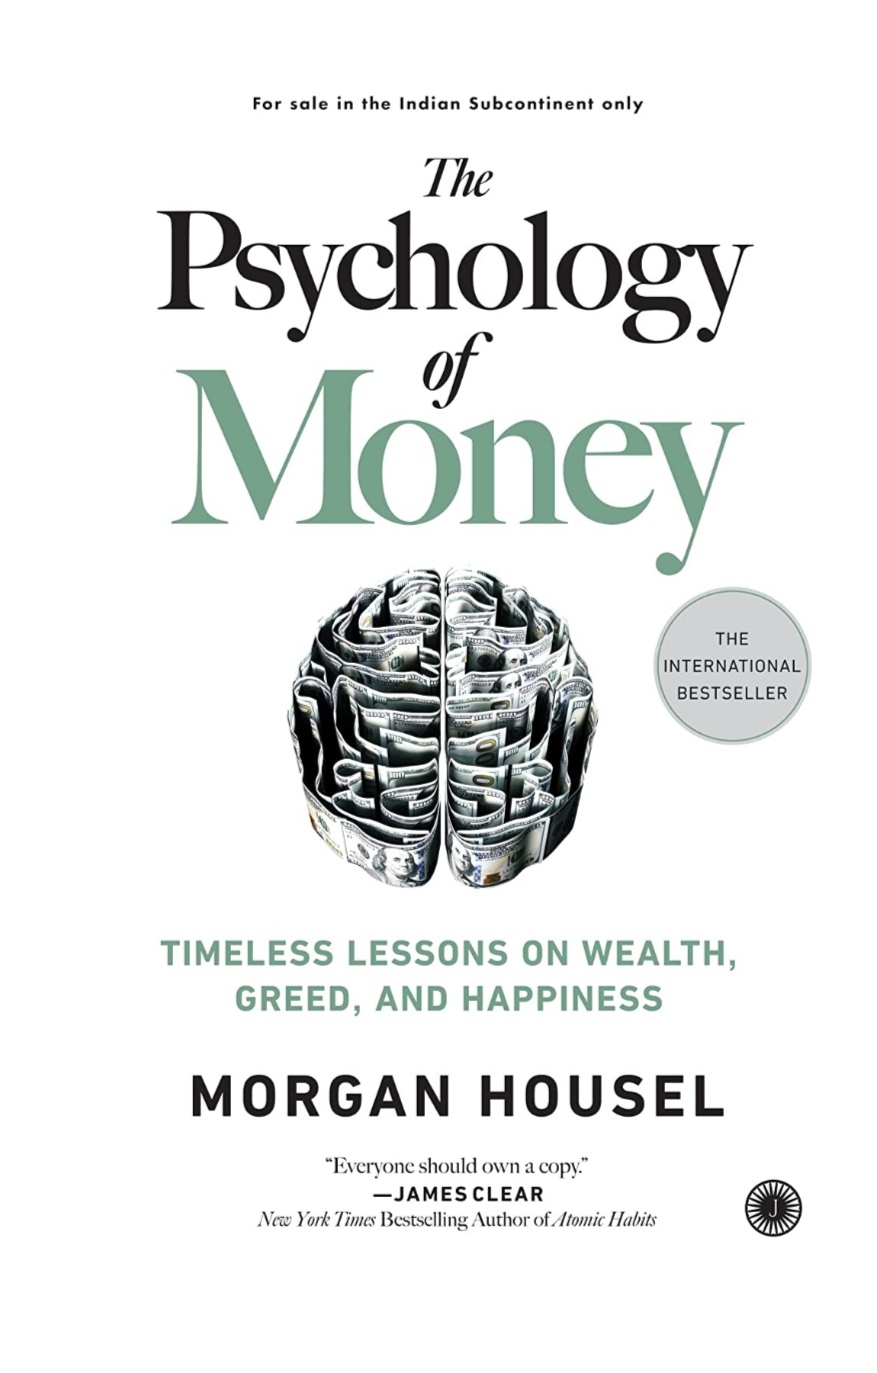 For sale in the Indian Subcontinent only
The
Psychology
of
Money
THE
INTERNATIONAL
BESTSELLER
TIMELESS LESSONS ON WEALTH,
GREED, AND HAPPINESS
MORGAN HOUSEL
“Everyone should own a copy.”
—JAMES CLEAR
New York Times Bestselling Author of Atomic Habits
J